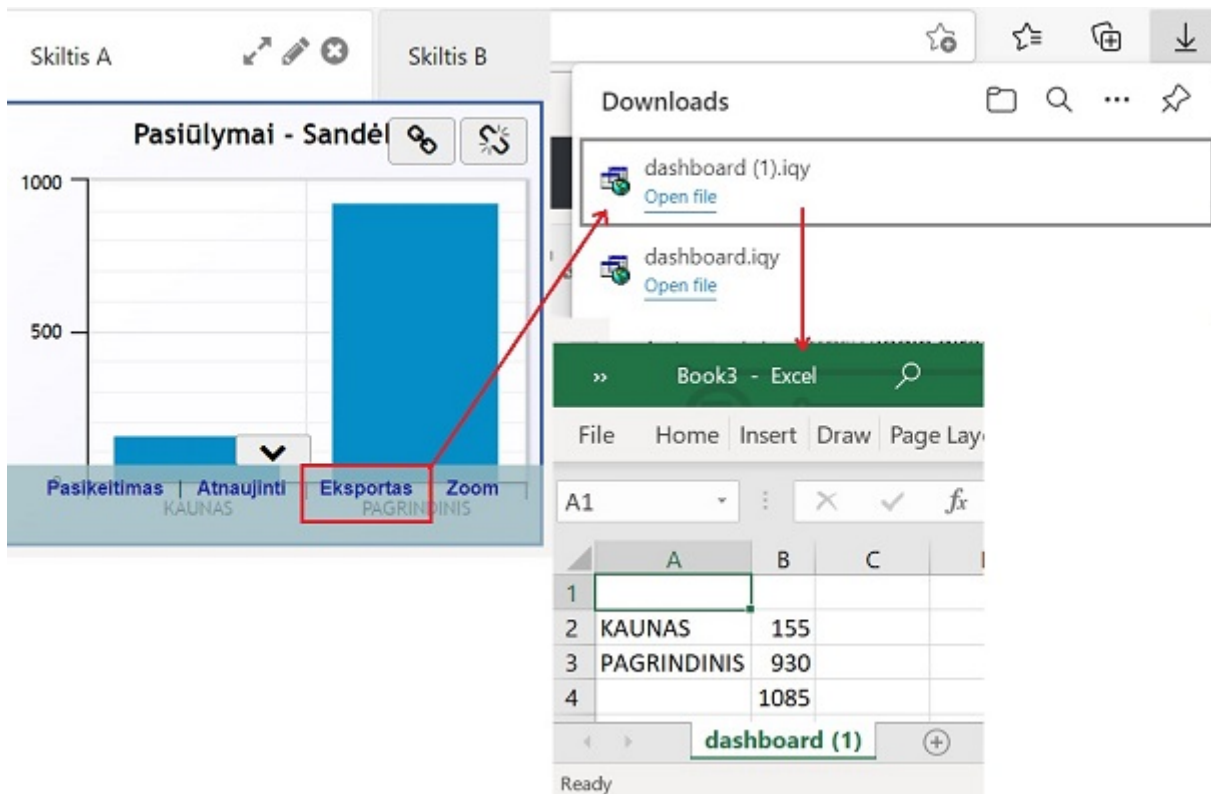 Skiltis A
Skiltis B
Pasiūlymai - Sandėl
1000
500
Pasikeitimas | Atnaujinti | Eksportas Zoom
KAUNAS PAGRINDINIS
Downloads
dashboard (1).iqy
Open file
dashboard.iqy
Open file
Book3 - Excel
File Home Insert Draw Page Lay
A1 fx
A B C
1
2 KAUNAS 155
3 PAGRINDINIS 930
4 1085
dashboard (1)
Ready